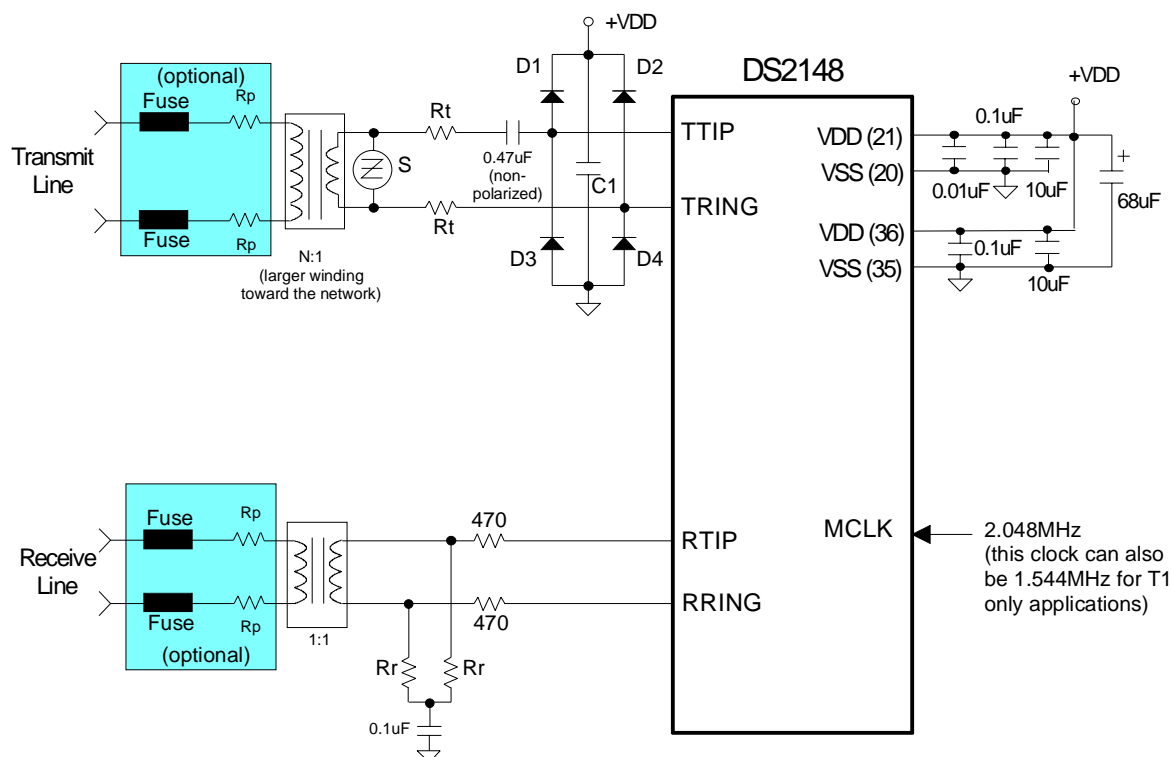 +VDD
(optional)
Fuse
Rp
D1
D2
DS2148
+VDD
Rt
0.1uF
TTIP
VDD (21)
+
Transmit
Line
S
0.47uF
(non-
polarized)
C1
VSS (20)
0.01uF
10uF
68uF
TRING
Fuse
Rp
Rt
VDD (36)
D3
D4
0.1uF
N:1
(larger winding
toward the network)
VSS (35)
10uF
Fuse
Rp
470
RTIP
MCLK
2.048MHz
(this clock can also
be 1.544MHz for T1
only applications)
Receive
Line
RRING
Fuse
Rp
470
1:1
(optional)
Rr
Rr
0.1uF